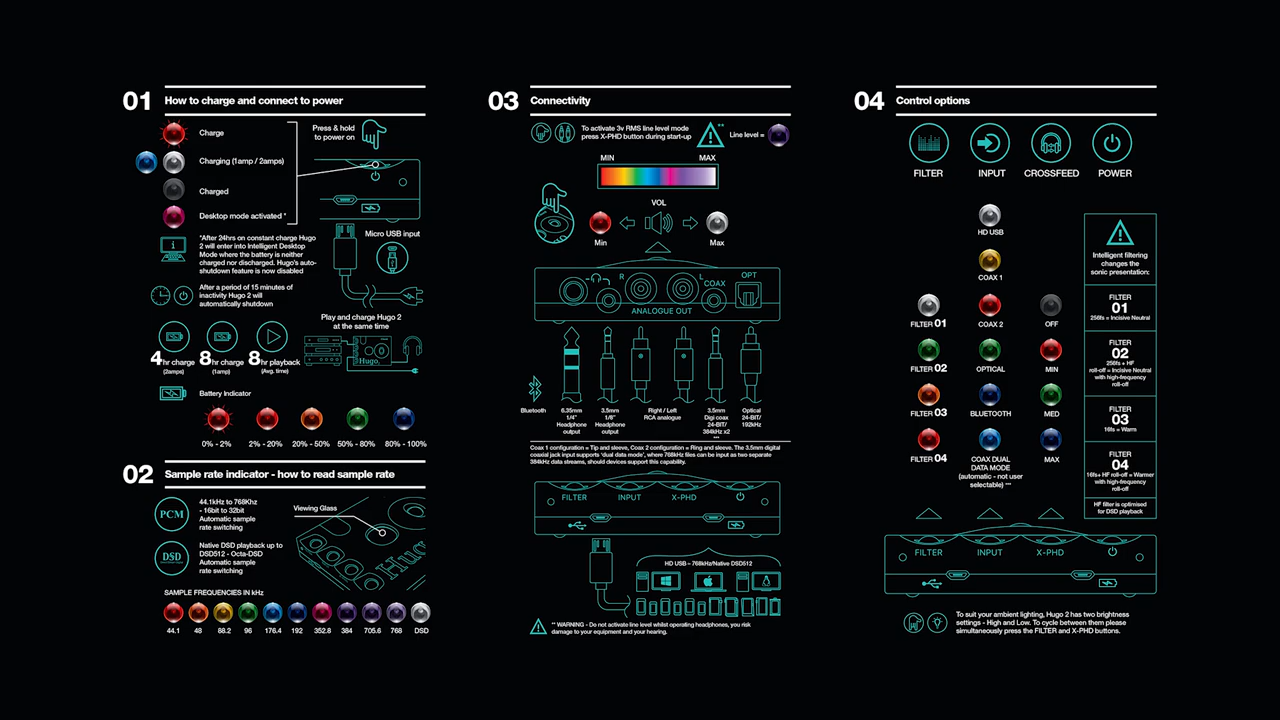 01 How to charge and connect to power
Charge
Charging (1amp / 2amps)
Charged
Desktop mode activated *
Press & hold
to power on
*After 24hrs on constant charge Hugo
2 will enter into Intelligent Desktop
Mode where the battery is neither
charged nor discharged. Hugo's auto-
shutdown feature is now disabled
Micro USB input
After a period of 15 minutes of
inactivity Hugo 2 will
automatically shutdown
Play and charge Hugo 2
at the same time
Hugo
4hr charge
(2amps)
8hr charge
(1amp)
8hr playback
(Avg. time)
Battery Indicator
0% - 2%
2% - 20%
20% - 50%
50% - 80%
80% - 100%
02 Sample rate indicator - how to read sample rate
PCM
44.1kHz to 768Khz
- 16bit to 32bit
Automatic sample
rate switching
DSD
Native DSD playback up to
DSD512 - Octa-DSD
Automatic sample
rate switching
Viewing Glass
Hugo
SAMPLE FREQUENCIES IN kHz
44.1 48 88.2 96 176.4 192 352.8 384 705.6 768 DSD
03 Connectivity
To activate 3v RMS line level mode
press X-PHD button during start-up
**
Line level =
MIN MAX
VOL
Min Max
R L COAX OPT
ANALOGUE OUT
Bluetooth
6.35mm
1/4"
Headphone
output
3.5mm
1/8"
Headphone
output
Right / Left
RCA analogue
3.5mm
Digi coax
24-BIT/
384kHz x2
***
Optical
24-BIT/
192kHz
Coax 1 configuration = Tip and sleeve, Coax 2 configuration = Ring and sleeve. The 3.5mm digital
coaxial jack input supports 'dual data mode', where 768kHz files can be input as two separate
384kHz data streams, should devices support this capability.
FILTER INPUT X-PHD
HD USB = 768kHz/Native DSD512
** WARNING - Do not activate line level whilst operating headphones, you risk
damage to your equipment and your hearing.
04 Control options
FILTER INPUT CROSSFEED POWER
HD USB
COAX 1
FILTER 01 COAX 2 OFF
FILTER 02 OPTICAL MIN
FILTER 03 BLUETOOTH MED
FILTER 04 COAX DUAL
DATA MODE
(automatic - not user
selectable) ***
MAX
Intelligent filtering
changes the
sonic presentation:
FILTER
01
256fs = Incisive Neutral
FILTER
02
256fs + HF
roll-off = Incisive Neutral
with high-frequency
roll-off
FILTER
03
16fs = Warm
FILTER
04
16fs+ HF roll-off = Warmer
with high-frequency
roll-off
HF filter is optimised
for DSD playback
FILTER INPUT X-PHD
To suit your ambient lighting, Hugo 2 has two brightness
settings - High and Low. To cycle between them please
simultaneously press the FILTER and X-PHD buttons.